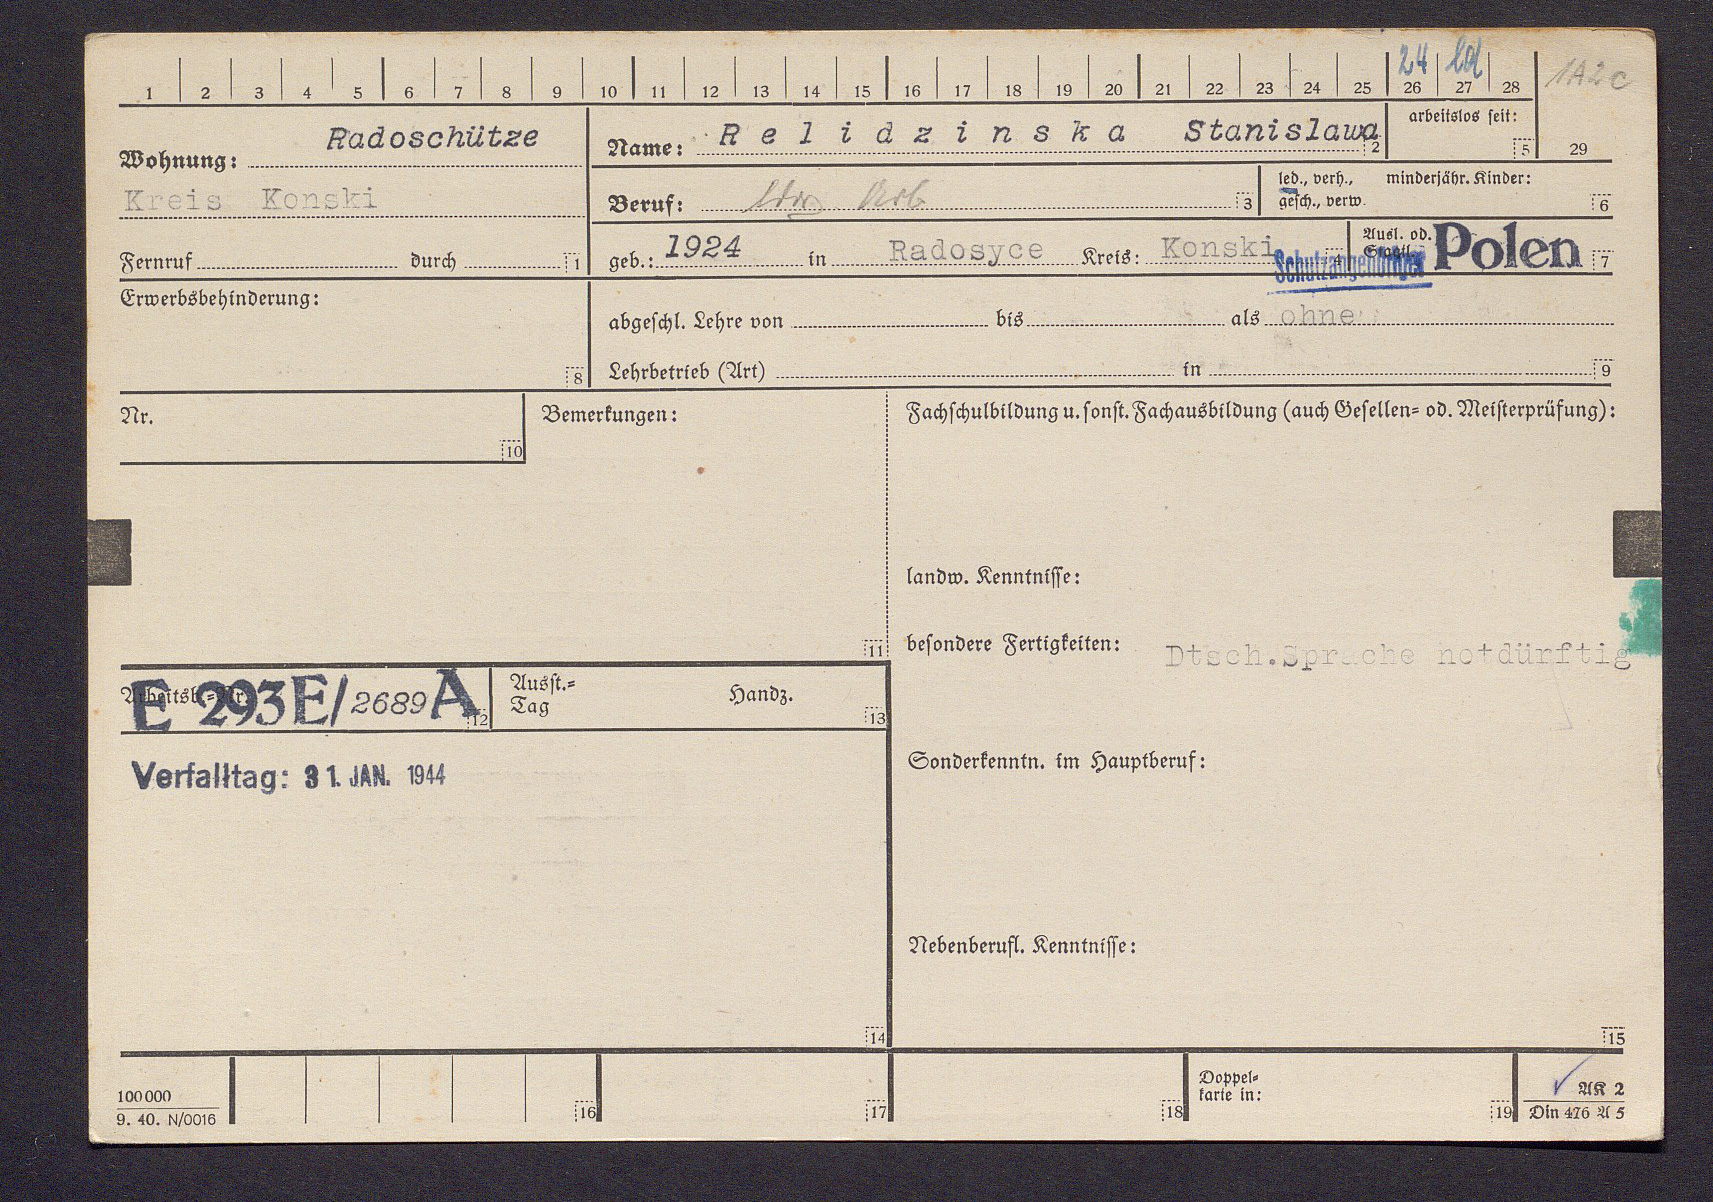 1 2 3 4 5 6 7 8 9 10 11 12 13 14 15 16 17 18 19 20 21 22 23 24 25 26 27 28
24 1A2c
Wohnung: Radoschütze
Kreis Konski
Fernruf durch 1
Name: Relidzinska Stanislawa 2
arbeitslos seit: 5
29
Beruf: 3
led., verh., minderjähr. Kinder:
gesch., verw. 6
geb.: 1924 in Radosyce Kreis: Konski 4
Schutzangehöriger
Ausl. od.
Staatl. Polen 7
Erwerbsbehinderung:
8
abgeschl. Lehre von bis als ohne
Lehrbetrieb (Art) in 9
Nr.
10
Bemerkungen:
11
Fachschulbildung u. sonst. Fachausbildung (auch Gesellen= od. Meisterprüfung):
landw. Kenntnisse:
besondere Fertigkeiten: Dtsch.Sprache notdürftig
Arbeitsb.=Nr.
E 293E/2689A 12
Ausst.= Handz.
Tag 13
Verfalltag: 31. JAN. 1944
14
Sonderkenntn. im Hauptberuf:
Nebenberufl. Kenntnisse:
15
100000
9. 40. N/0016
16 17 18
Doppel=
karte in: 19
AK 2
Din 476 A 5